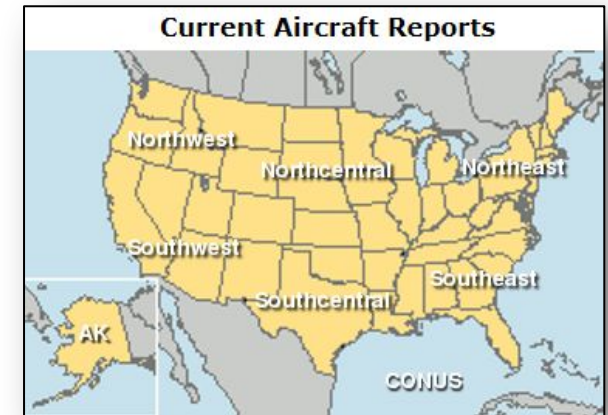 Current Aircraft Reports
Northwest
Northcentral
Northeast
Southwest
Southcentral
Southeast
AK
CONUS